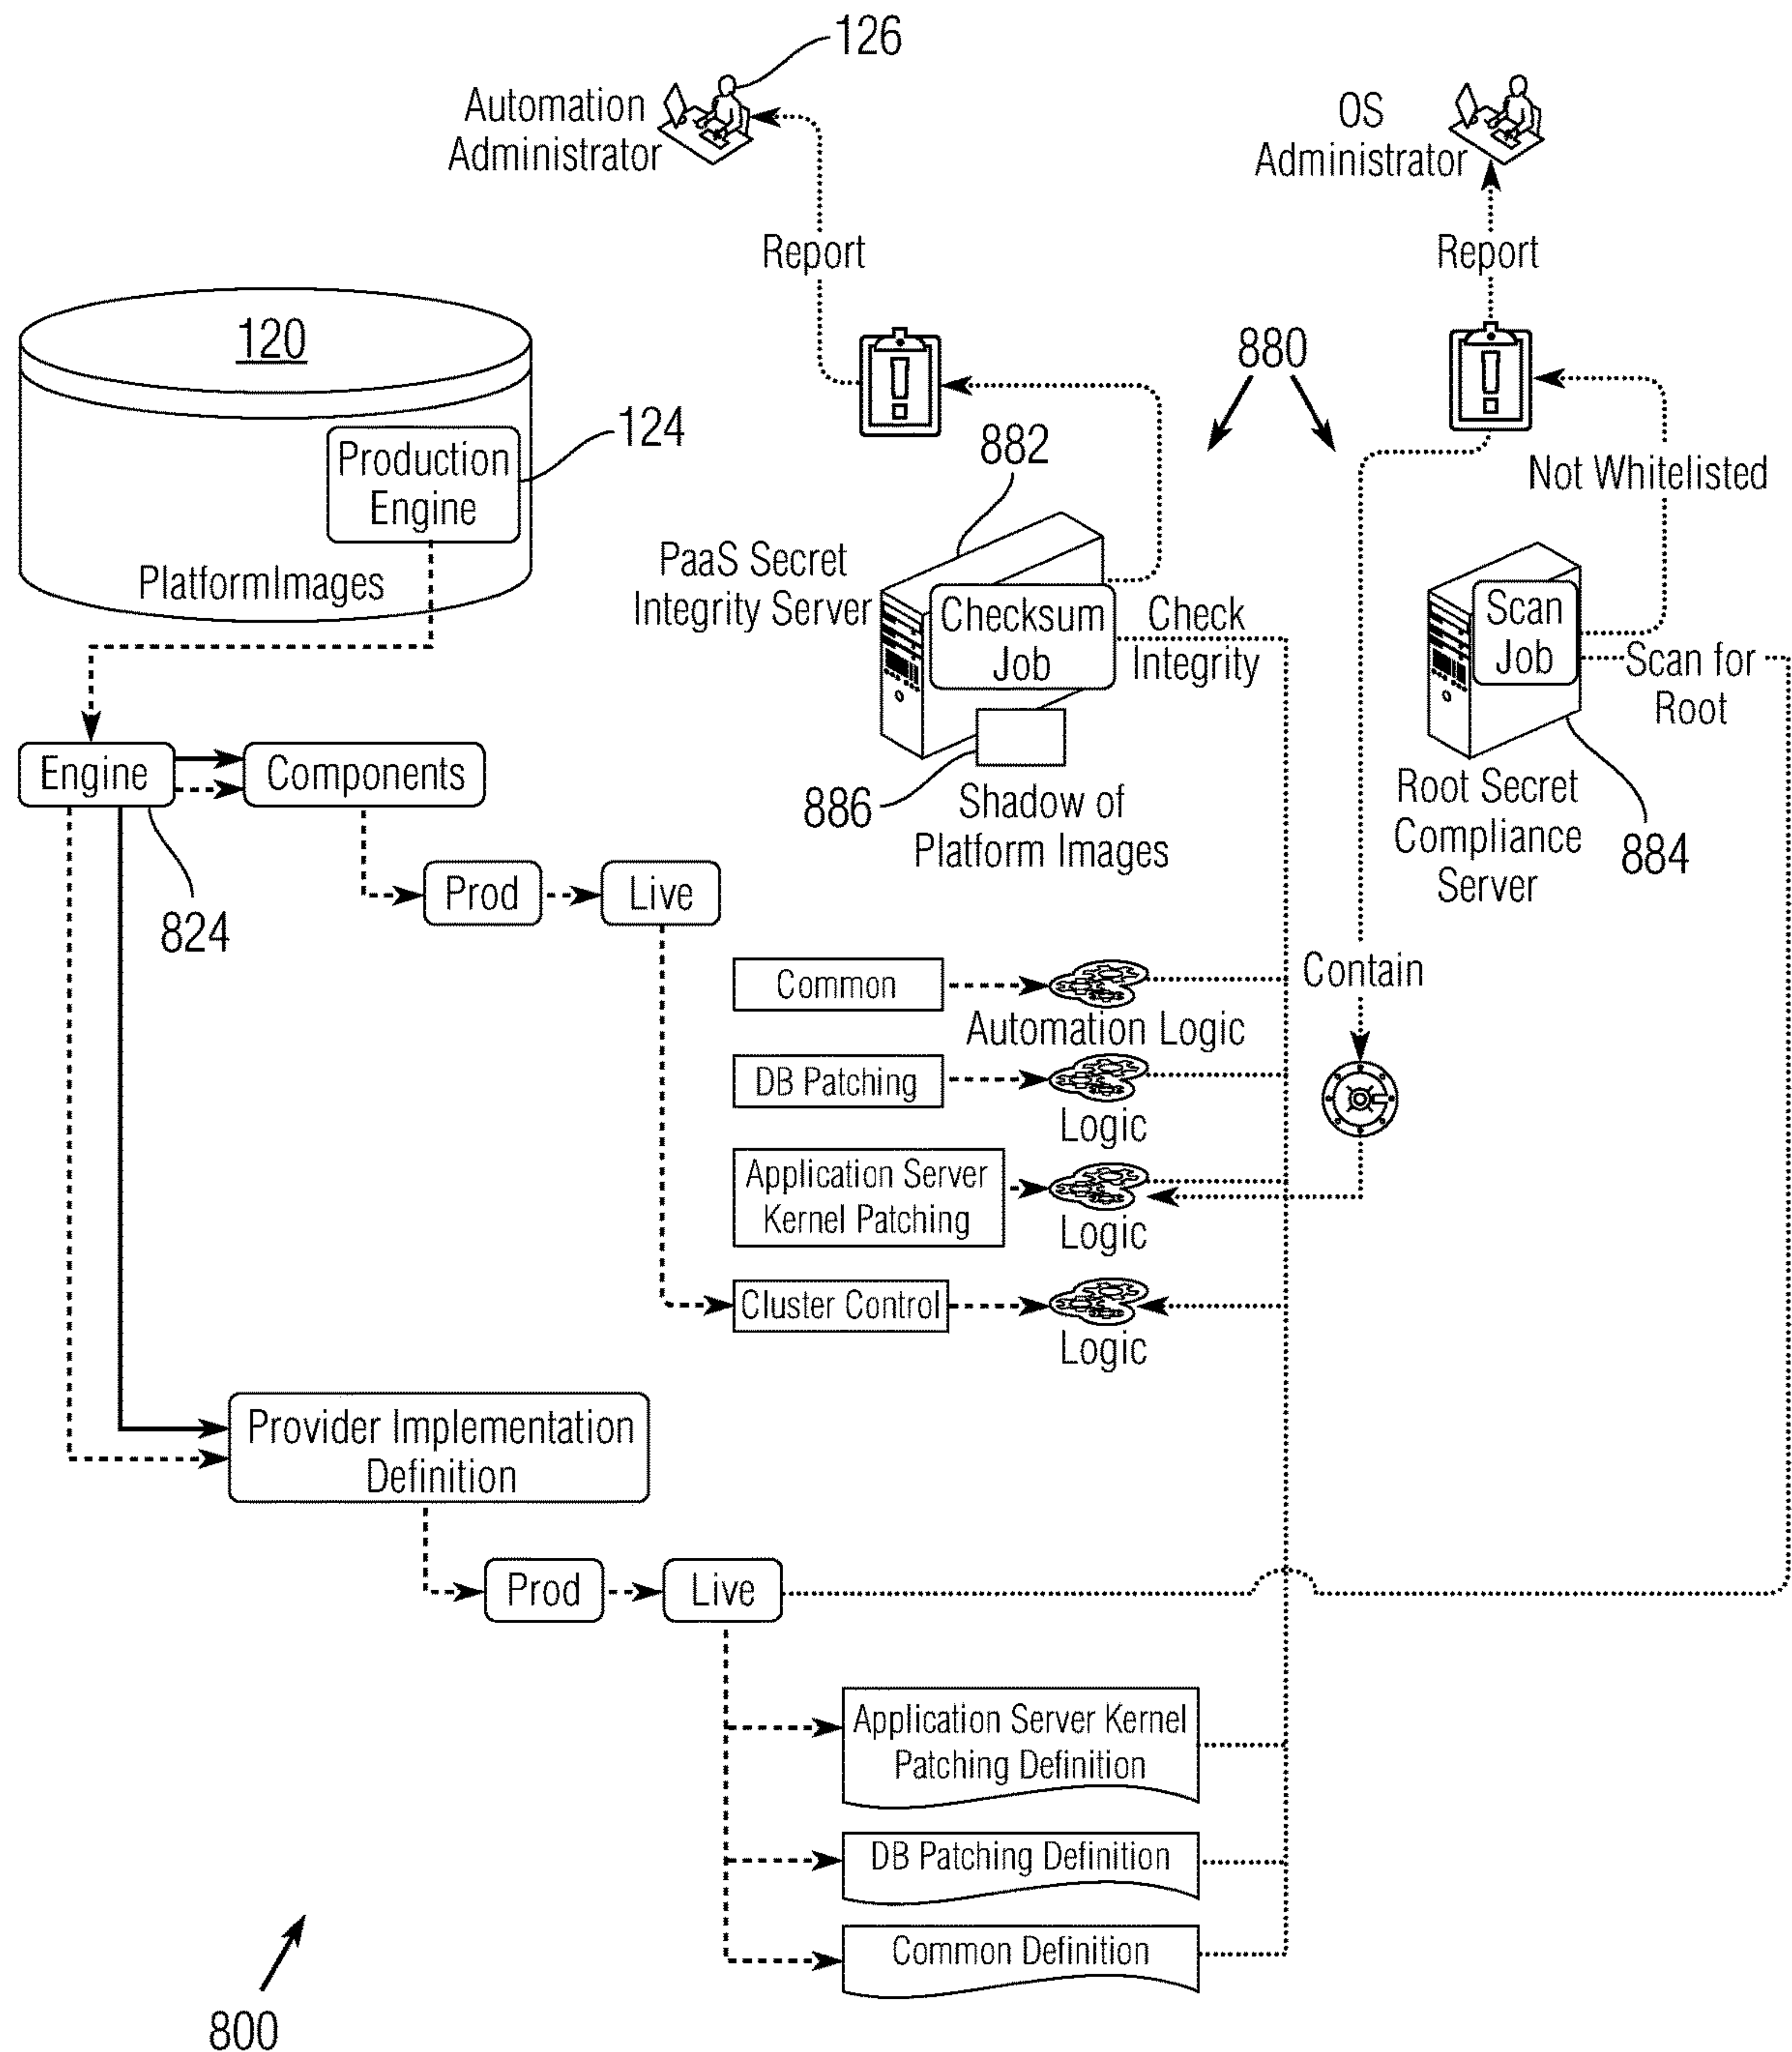 126
Automation
Administrator
OS
Administrator
Report
Report
120
880
124
Production
Engine
882
Not Whitelisted
PlatformImages
PaaS Secret
Integrity Server
Checksum
Job
Check
Integrity
Scan
Job
Scan for
Root
Engine
Components
886
Shadow of
Platform Images
Root Secret
Compliance
Server
884
Prod
Live
824
Common
Automation Logic
Contain
DB Patching
Logic
Application Server
Kernel Patching
Logic
Cluster Control
Logic
Provider Implementation
Definition
Prod
Live
Application Server Kernel
Patching Definition
DB Patching Definition
Common Definition
800